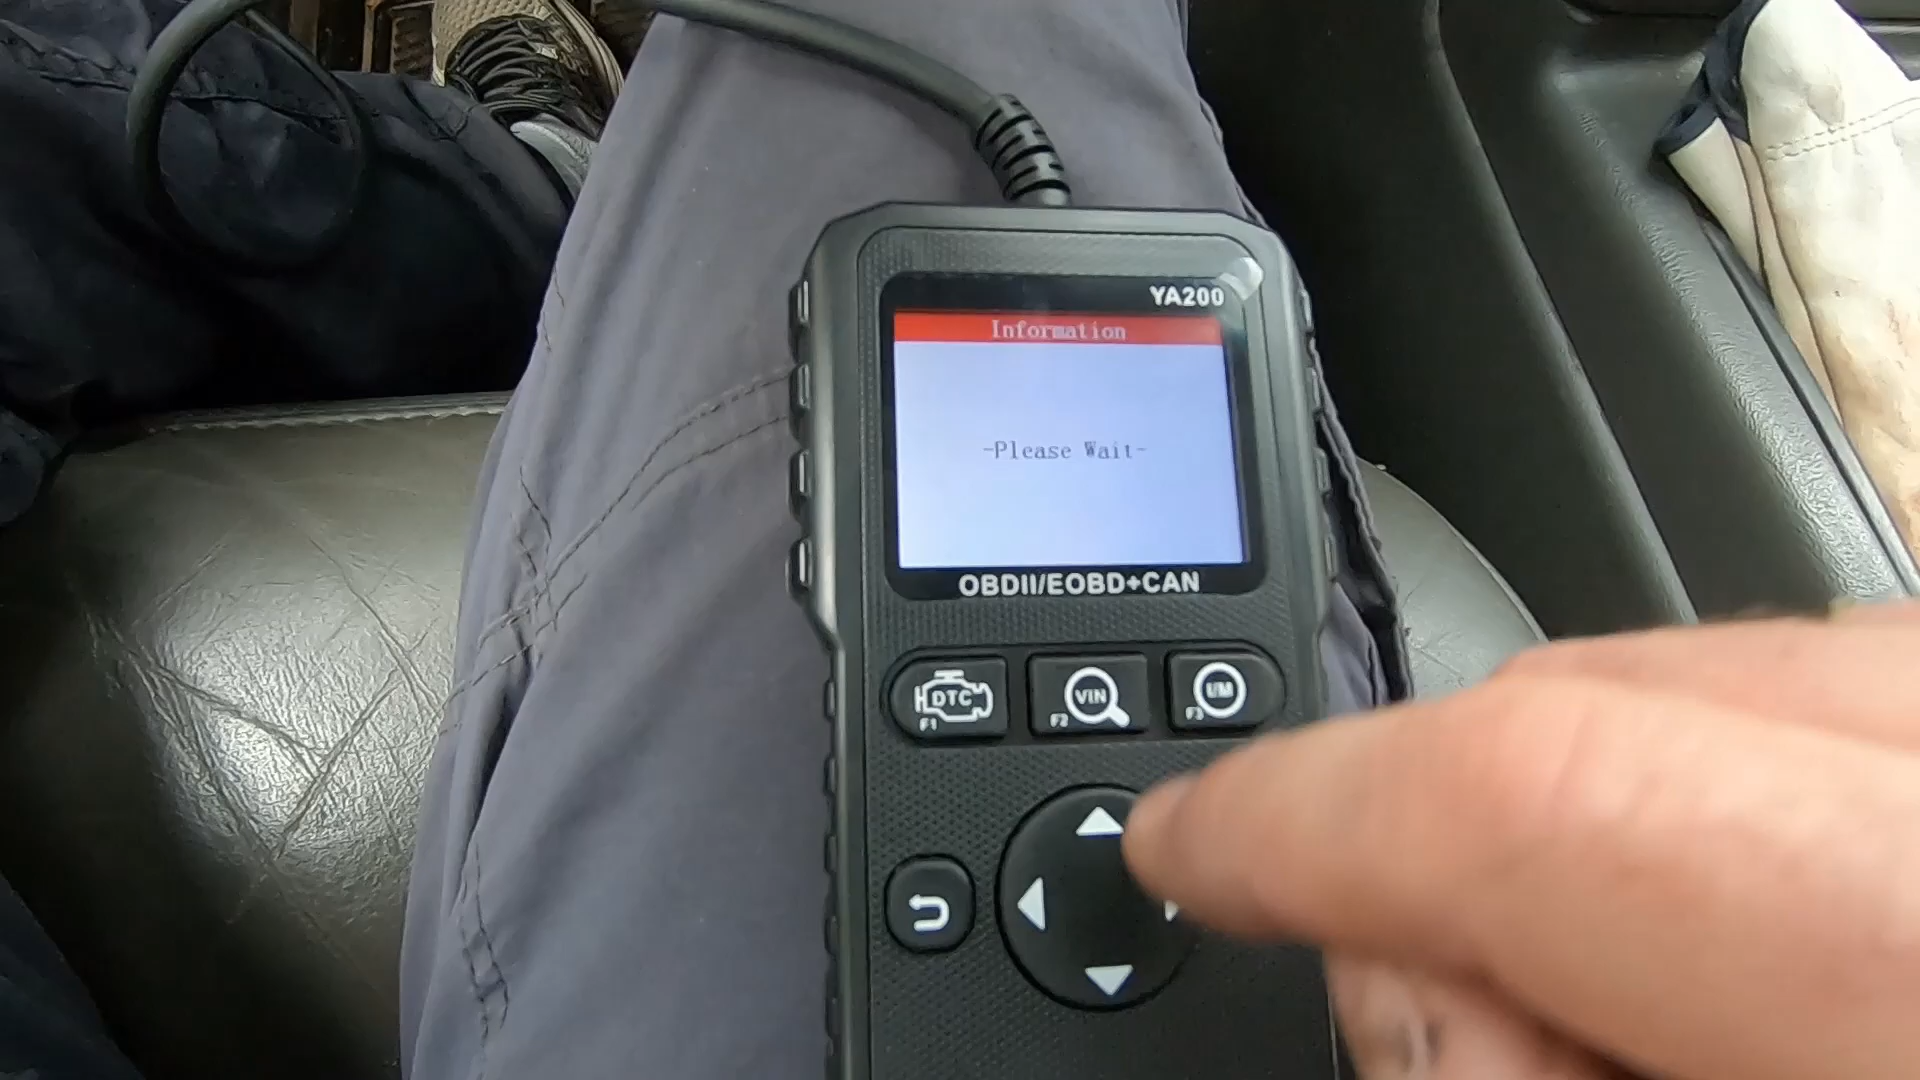 YA200
Information
-Please Wait-
OBDII/EOBD+CAN
DTC
F1
VIN
F2
I/M
F3